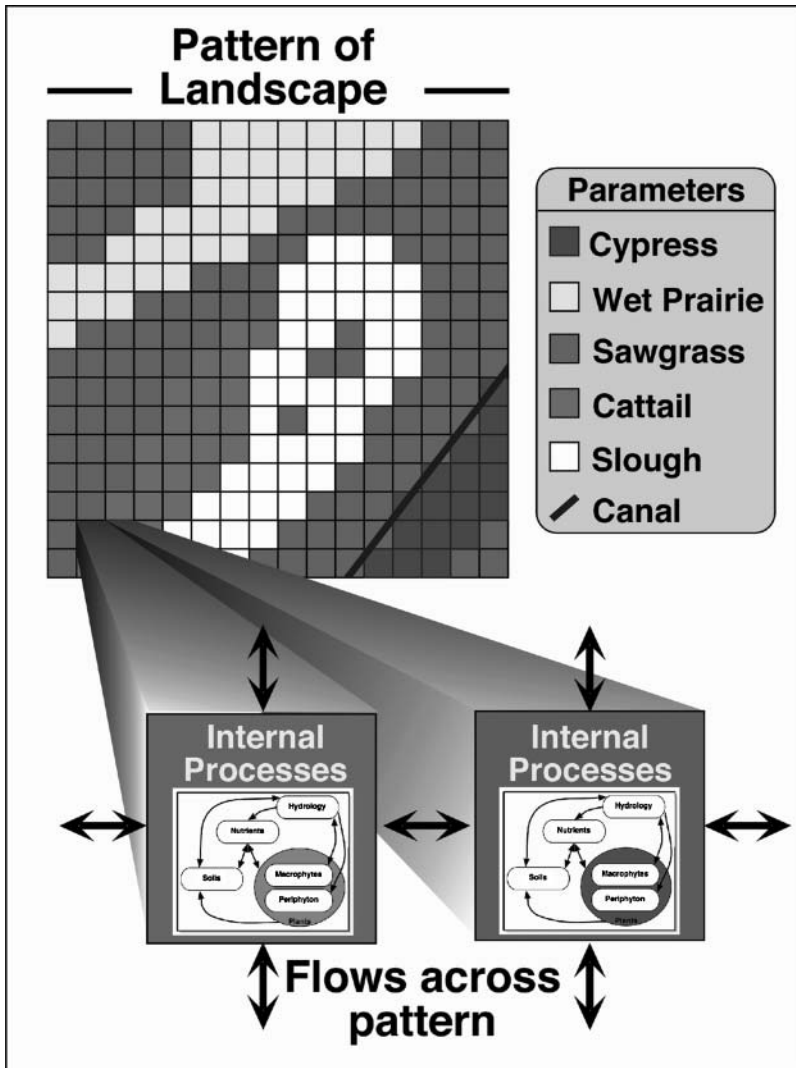 Pattern of
Landscape
Parameters
Cypress
Wet Prairie
Sawgrass
Cattail
Slough
Canal
Internal
Processes
Hydrology
Nutrients
Soils
Macrophytes
Periphyton
Plants
Internal
Processes
Hydrology
Nutrients
Soils
Macrophytes
Periphyton
Plants
Flows across
pattern